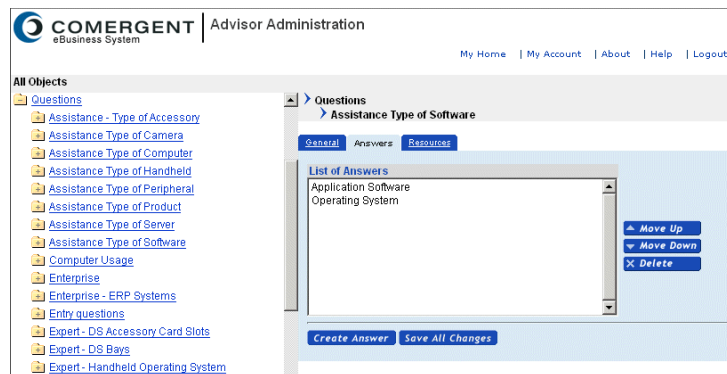 COMERGENT
eBusiness System
Advisor Administration
My Home | My Account | About | Help | Logout
All Objects
Questions
Assistance - Type of Accessory
Assistance Type of Camera
Assistance Type of Computer
Assistance Type of Handheld
Assistance Type of Peripheral
Assistance Type of Product
Assistance Type of Server
Assistance Type of Software
Computer Usage
Enterprise
Enterprise - ERP Systems
Entry questions
Expert - DS Accessory Card Slots
Expert - DS Bays
Expert - Handheld Operating System
Questions
Assistance Type of Software
General Answers Resources
List of Answers
Application Software
Operating System
Move Up
Move Down
X Delete
Create Answer Save All Changes